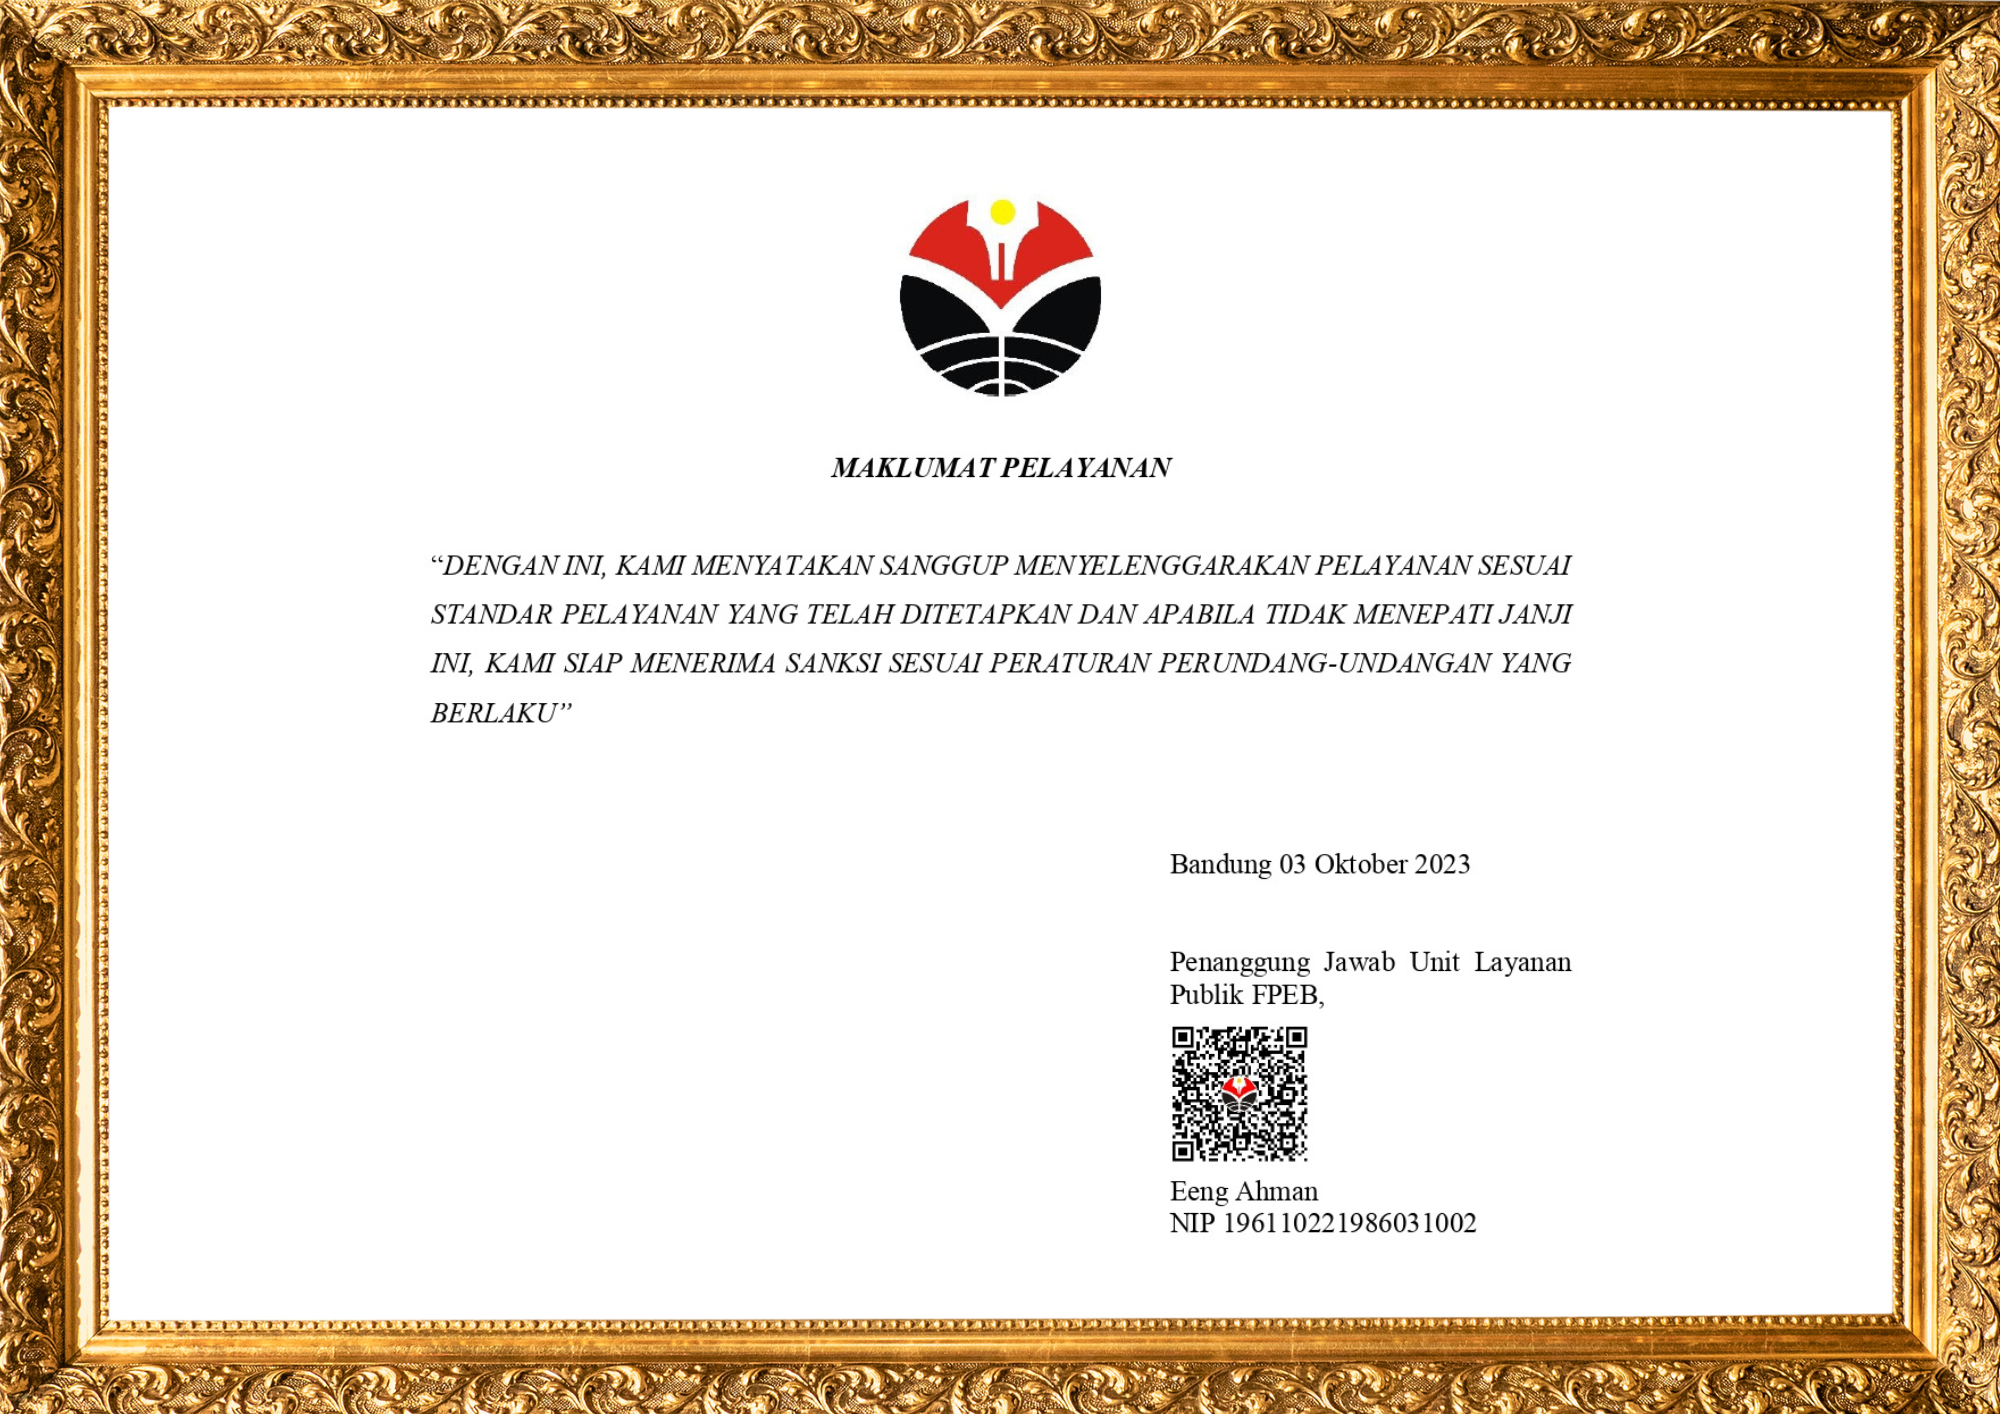 MAKLUMAT PELAYANAN
“DENGAN INI, KAMI MENYATAKAN SANGGUP MENYELENGGARAKAN PELAYANAN SESUAI
STANDAR PELAYANAN YANG TELAH DITETAPKAN DAN APABILA TIDAK MENEPATI JANJI
INI, KAMI SIAP MENERIMA SANKSI SESUAI PERATURAN PERUNDANG-UNDANGAN YANG
BERLAKU”
Bandung 03 Oktober 2023
Penanggung Jawab Unit Layanan
Publik FPEB,
Eeng Ahman
NIP 196110221986031002